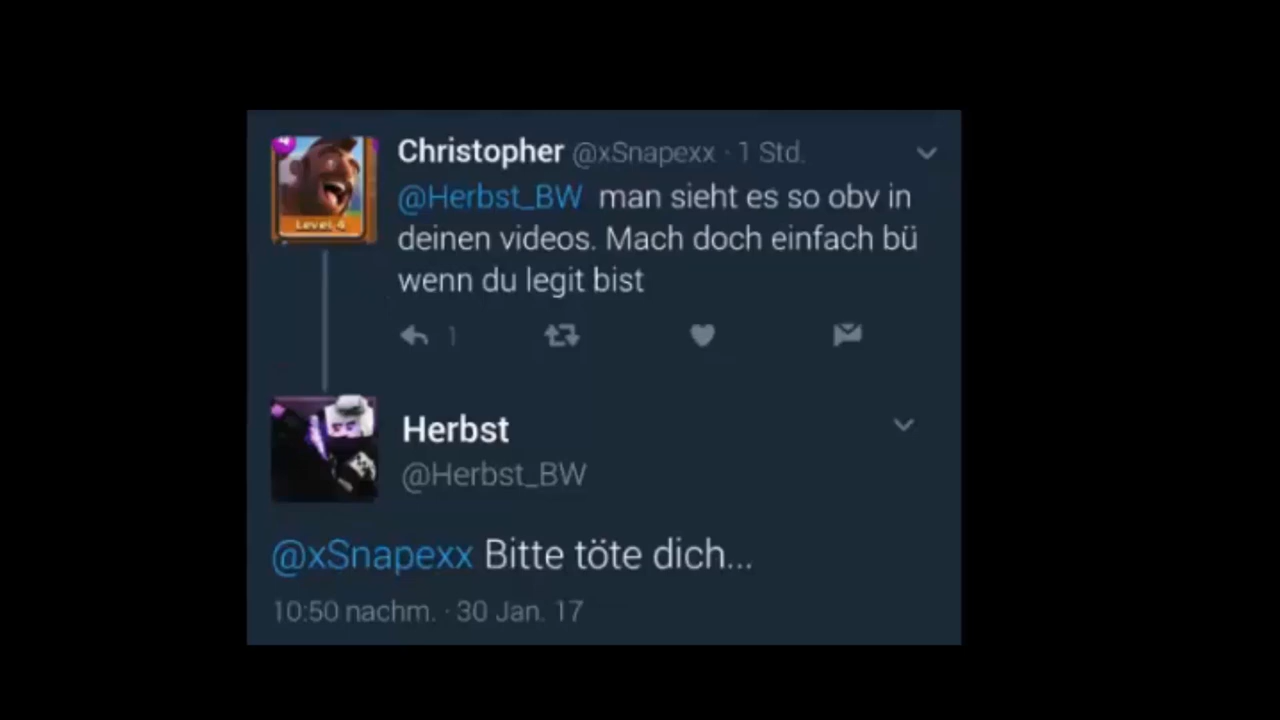 4
Level 4
Christopher @xSnapexx · 1 Std.
@Herbst_BW man sieht es so obv in
deinen videos. Mach doch einfach bü
wenn du legit bist
1
Herbst
@Herbst_BW
@xSnapexx Bitte töte dich...
10:50 nachm. · 30 Jan. 17